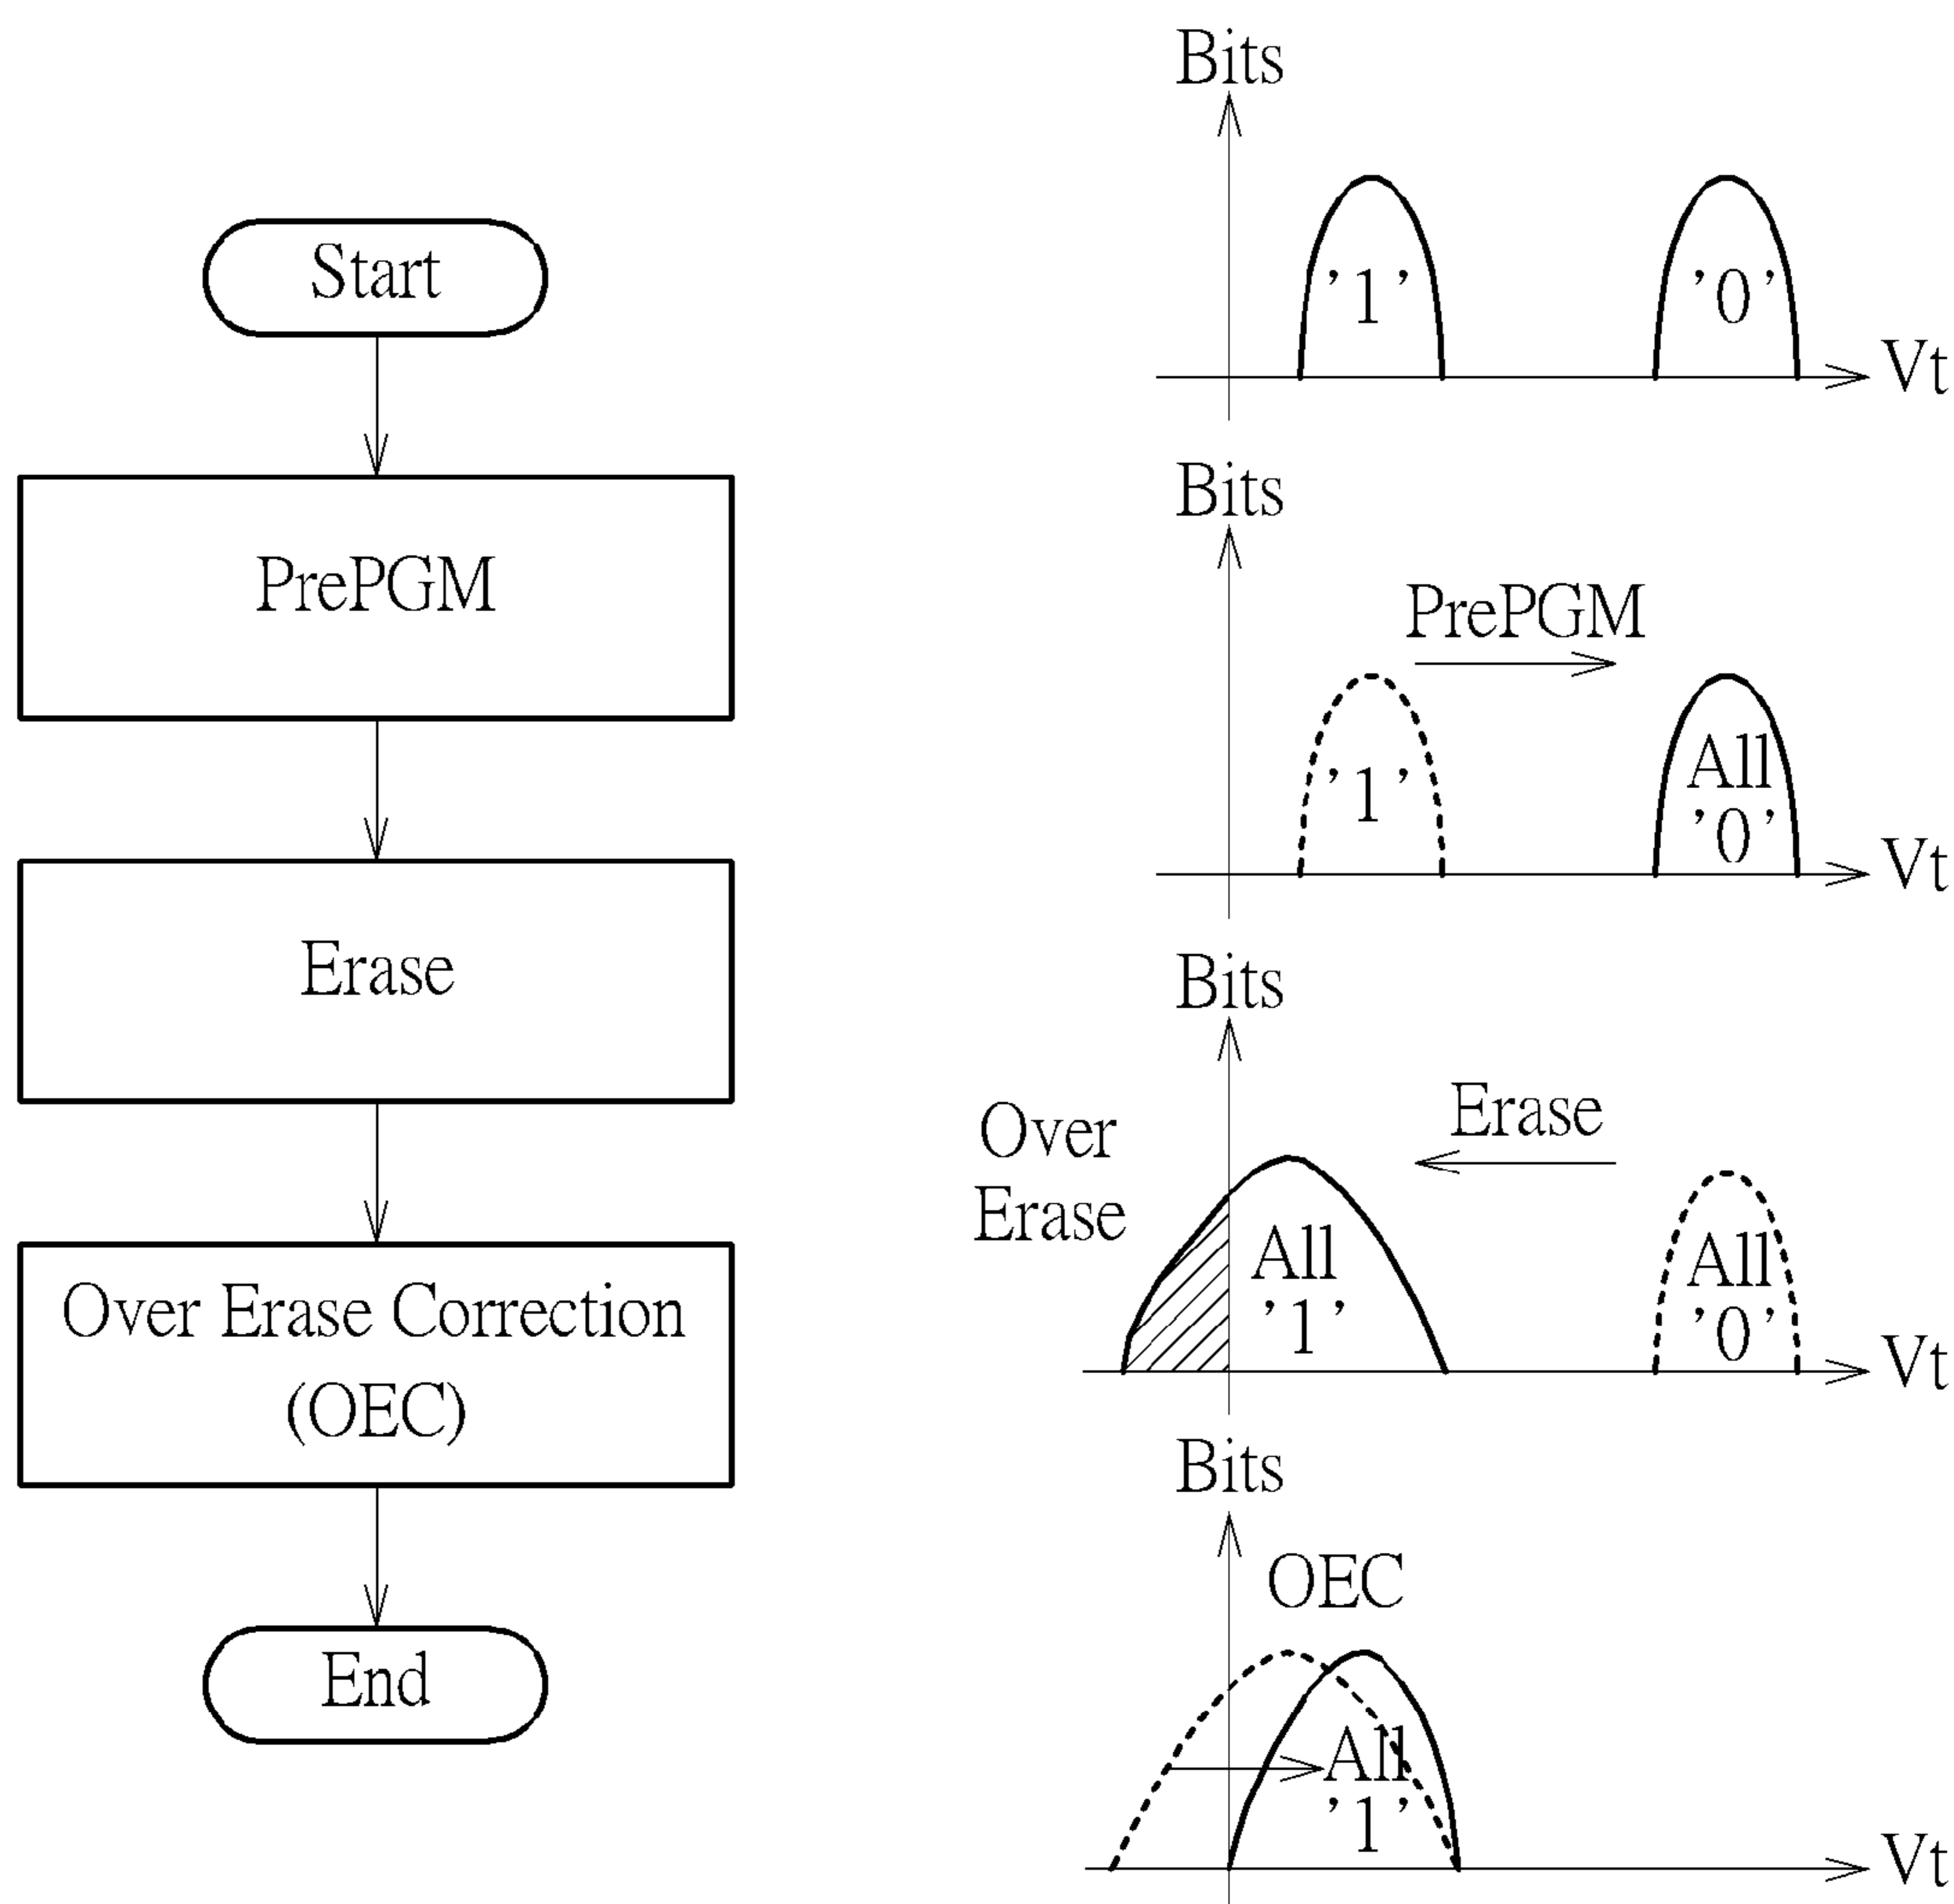 Start
PrePGM
Erase
Over Erase Correction
(OEC)
End
Bits
'1'
'0'
Vt
Bits
PrePGM
'1'
All
'0'
Vt
Bits
Over
Erase
Erase
All
'1'
All
'0'
Vt
Bits
OEC
All
'1'
Vt